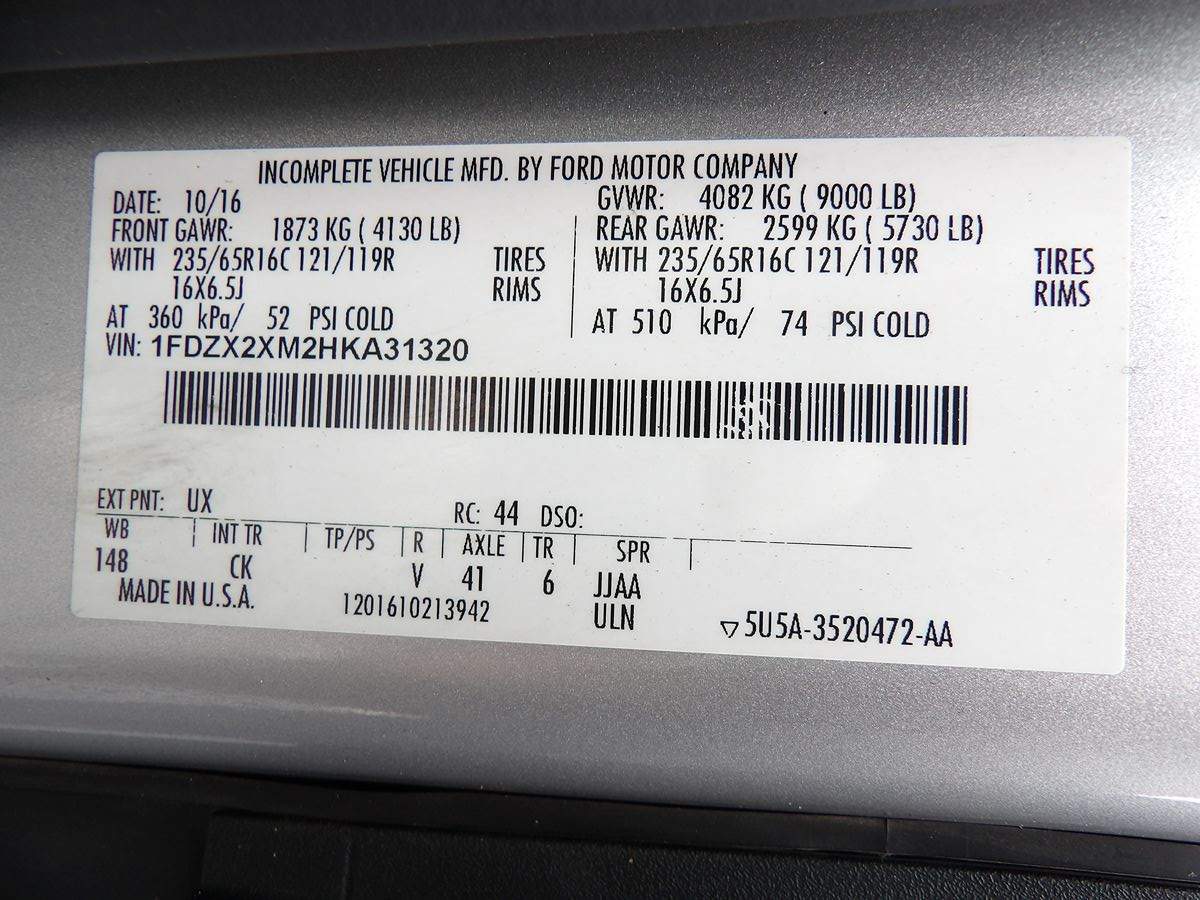 INCOMPLETE VEHICLE MFD. BY FORD MOTOR COMPANY
DATE: 10/16 GVWR: 4082 KG ( 9000 LB)
FRONT GAWR: 1873 KG ( 4130 LB) REAR GAWR: 2599 KG ( 5730 LB)
WITH 235/65R16C 121/119R TIRES WITH 235/65R16C 121/119R TIRES
16X6.5J RIMS 16X6.5J RIMS
AT 360 kPa/ 52 PSI COLD AT 510 kPa/ 74 PSI COLD
VIN: 1FDZX2XM2HKA31320
EXT PNT: UX RC: 44 DSO:
WB INT TR TP/PS R AXLE TR SPR
148 CK V 41 6 JJAA
MADE IN U.S.A. 1201610213942 ULN ▽5U5A-3520472-AA